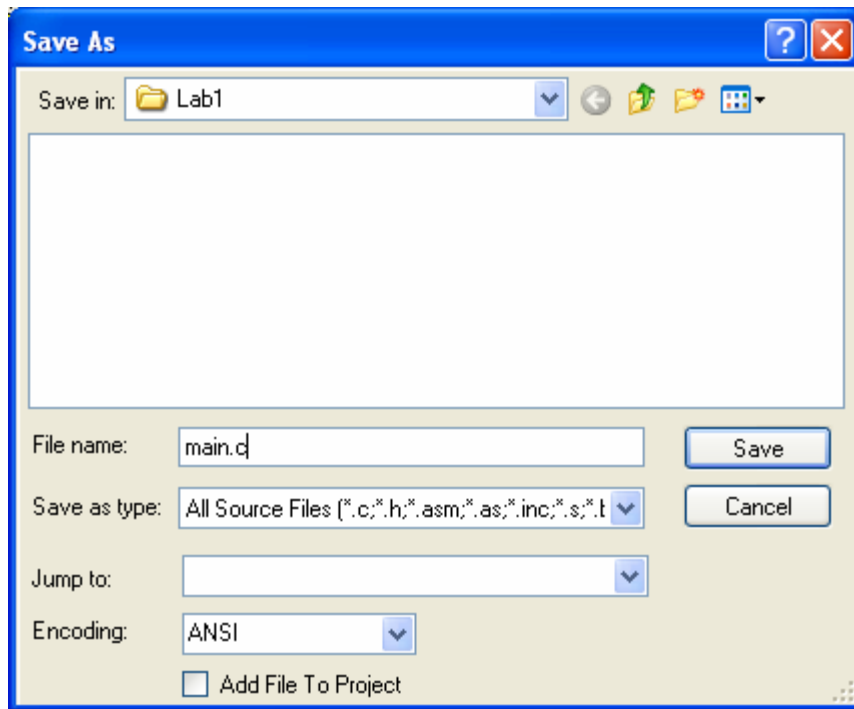 Save As
Save in: Lab1
File name: main.c
Save
Save as type: All Source Files (*.c;*.h;*.asm;*.as;*.inc;*.s;*.b
Cancel
Jump to:
Encoding: ANSI
Add File To Project